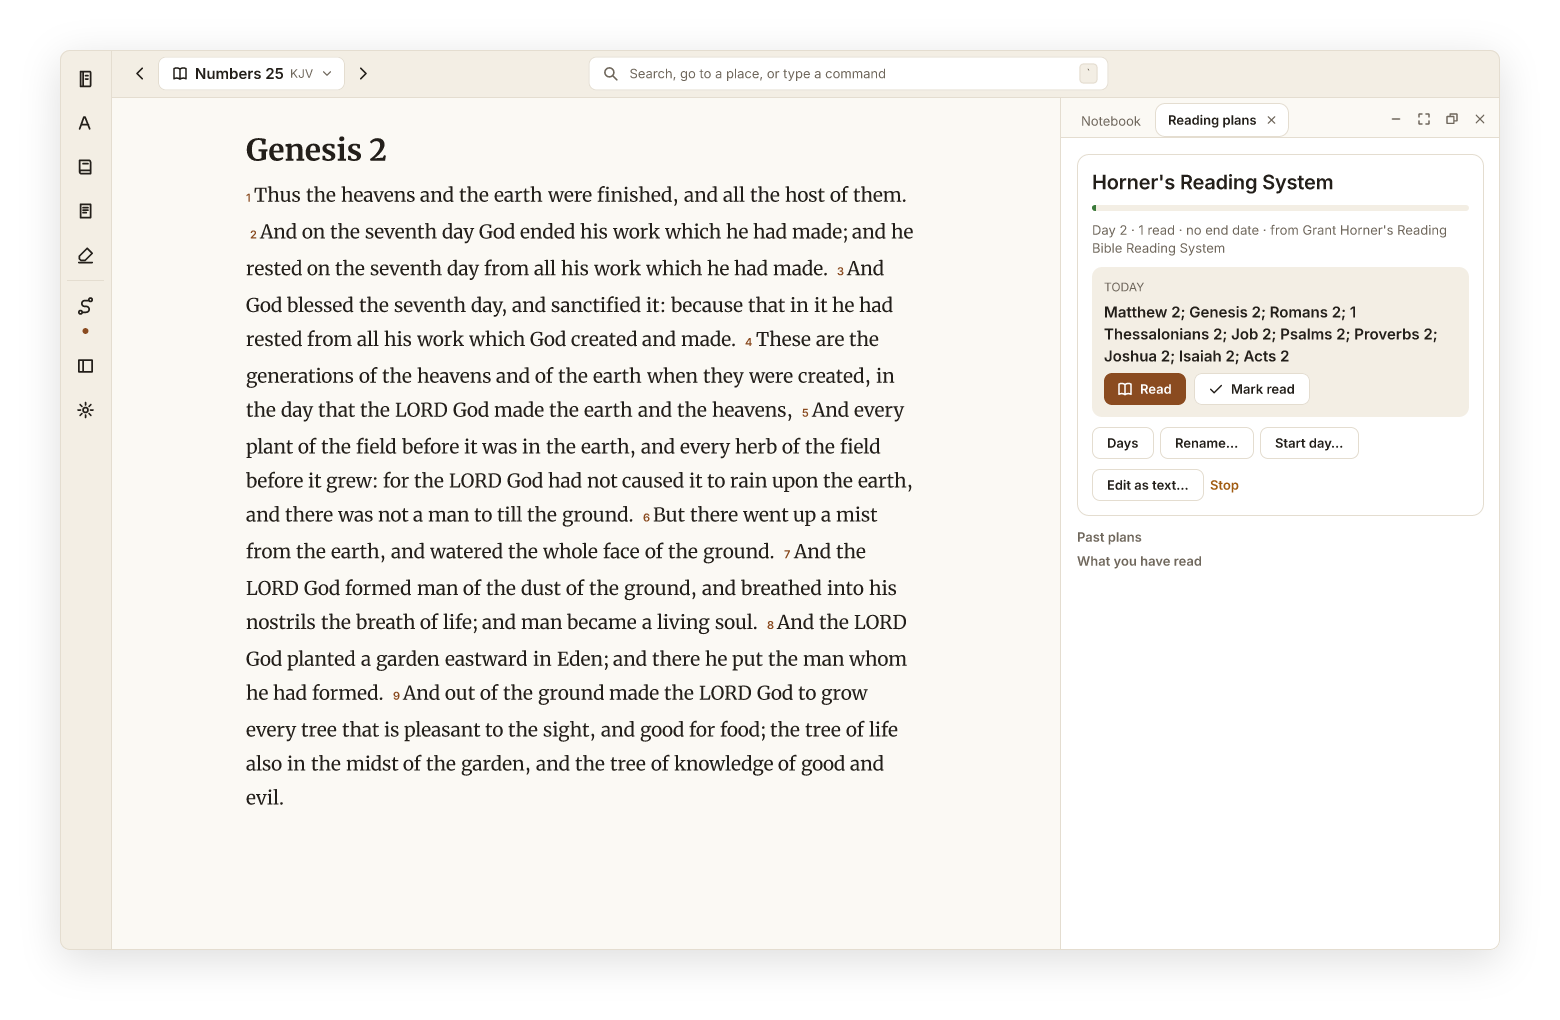 Numbers 25 KJV
Search, go to a place, or type a command `
Notebook
Reading plans
Genesis 2
1 Thus the heavens and the earth were finished, and all the host of them.
2 And on the seventh day God ended his work which he had made; and he
rested on the seventh day from all his work which he had made. 3 And
God blessed the seventh day, and sanctified it: because that in it he had
rested from all his work which God created and made. 4 These are the
generations of the heavens and of the earth when they were created, in
the day that the LORD God made the earth and the heavens, 5 And every
plant of the field before it was in the earth, and every herb of the field
before it grew: for the LORD God had not caused it to rain upon the earth,
and there was not a man to till the ground. 6 But there went up a mist
from the earth, and watered the whole face of the ground. 7 And the
LORD God formed man of the dust of the ground, and breathed into his
nostrils the breath of life; and man became a living soul. 8 And the LORD
God planted a garden eastward in Eden; and there he put the man whom
he had formed. 9 And out of the ground made the LORD God to grow
every tree that is pleasant to the sight, and good for food; the tree of life
also in the midst of the garden, and the tree of knowledge of good and
evil.
Horner's Reading System
Day 2 · 1 read · no end date · from Grant Horner's Reading
Bible Reading System
TODAY
Matthew 2; Genesis 2; Romans 2; 1
Thessalonians 2; Job 2; Psalms 2; Proverbs 2;
Joshua 2; Isaiah 2; Acts 2
Read
Mark read
Days
Rename...
Start day...
Edit as text...
Stop
Past plans
What you have read